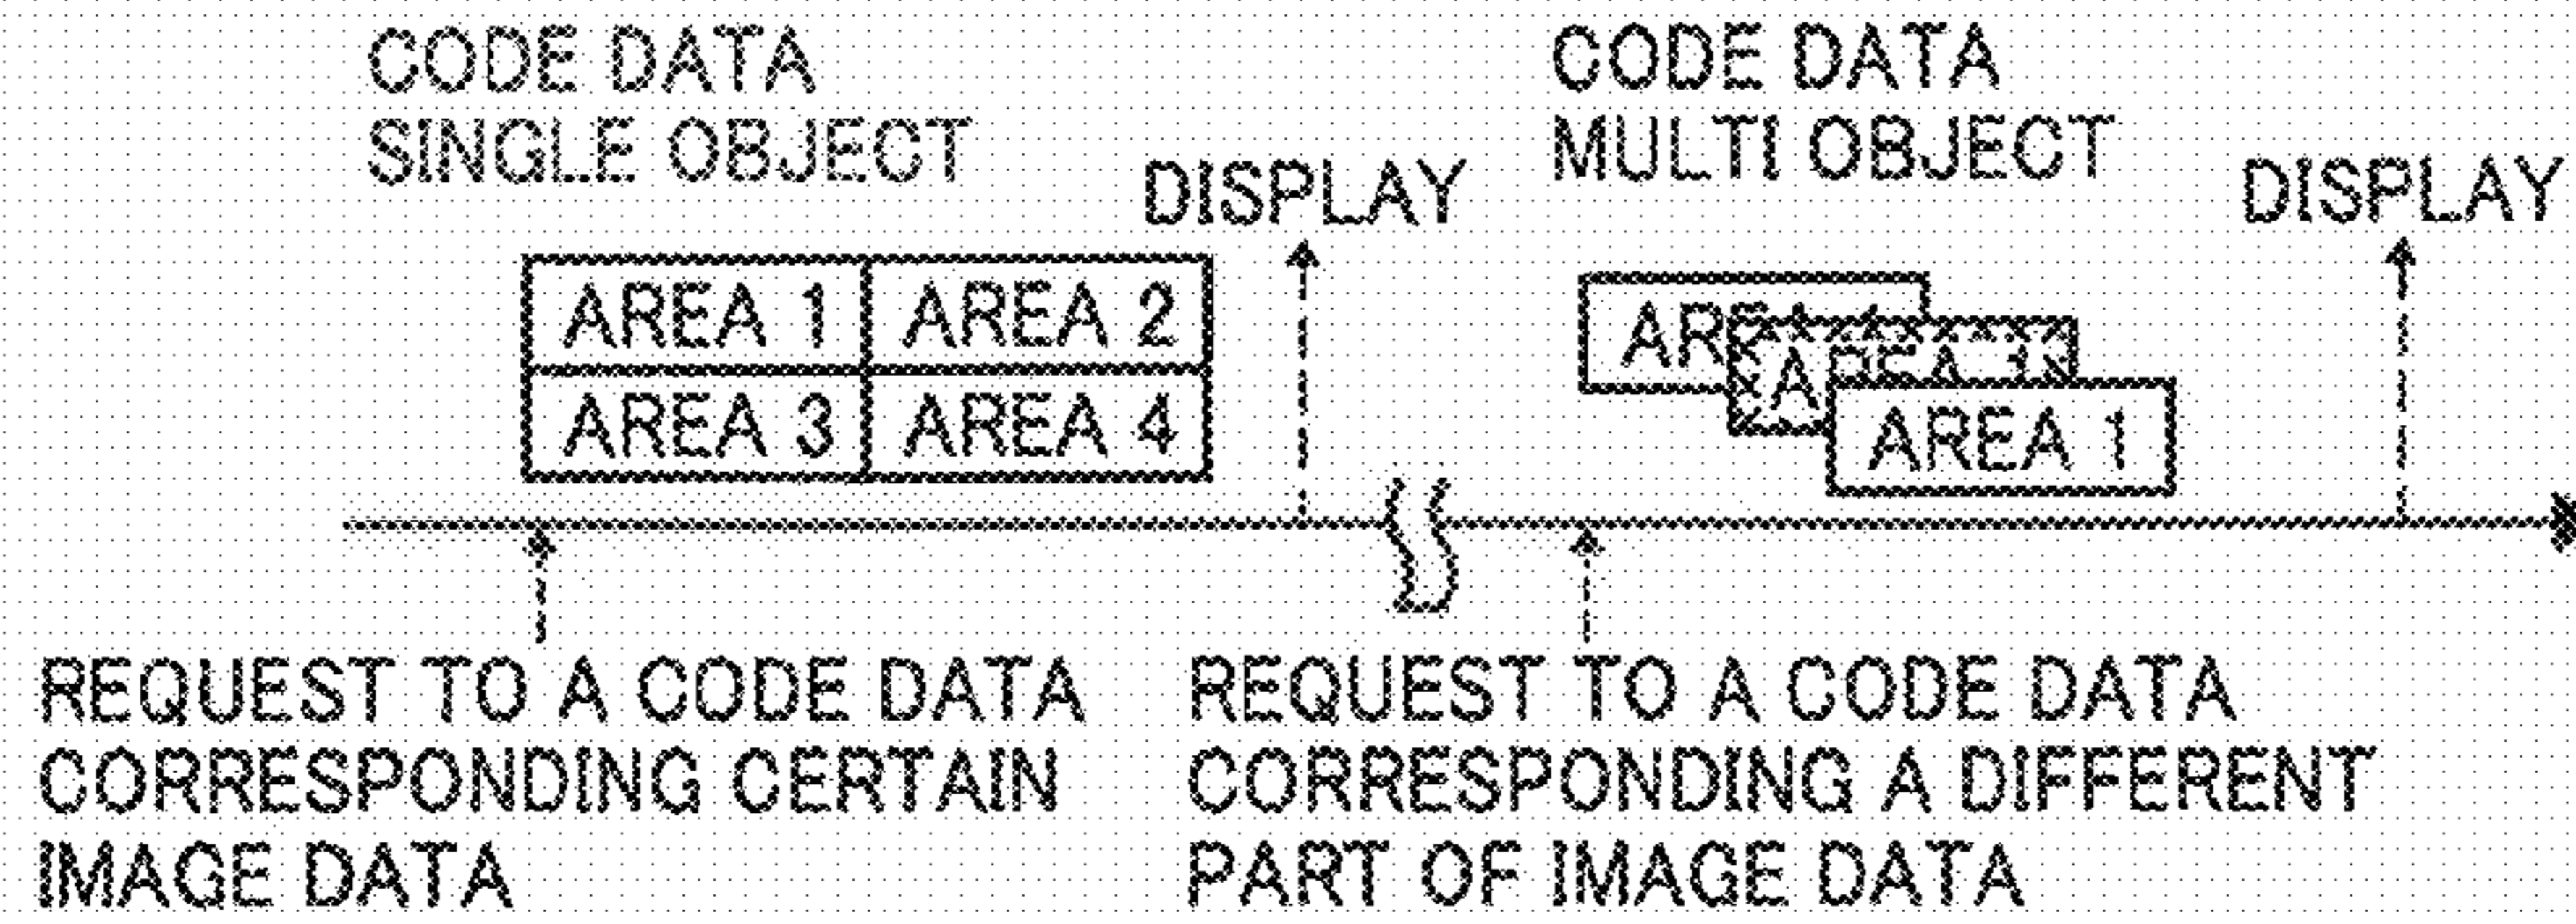 CODE DATA
SINGLE OBJECT
DISPLAY
AREA 1 AREA 2
AREA 3 AREA 4
CODE DATA
MULTI OBJECT
DISPLAY
AREA 1
REQUEST TO A CODE DATA
CORRESPONDING CERTAIN
IMAGE DATA
REQUEST TO A CODE DATA
CORRESPONDING A DIFFERENT
PART OF IMAGE DATA